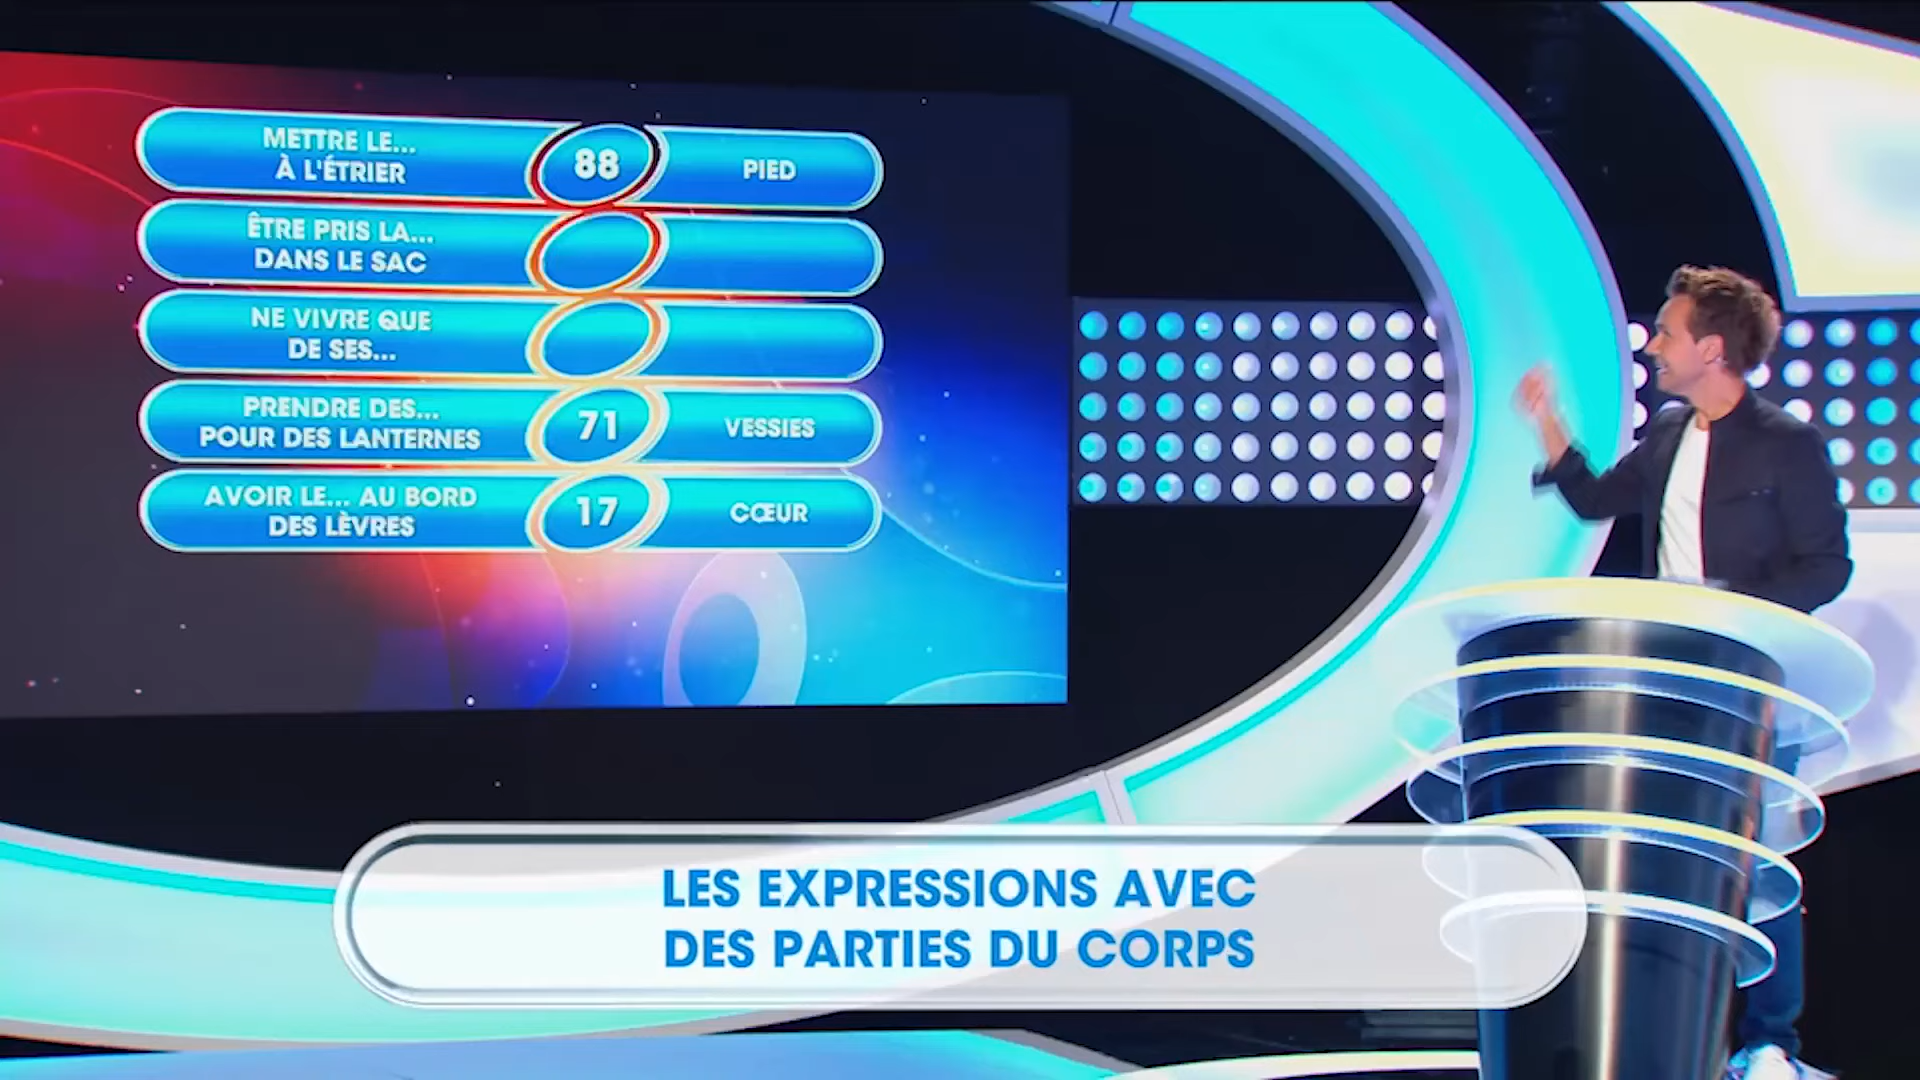 METTRE LE...
À L'ÉTRIER
88
PIED
ÊTRE PRIS LA...
DANS LE SAC
NE VIVRE QUE
DE SES...
PRENDRE DES...
POUR DES LANTERNES
71
VESSIES
AVOIR LE... AU BORD
DES LÈVRES
17
CŒUR
LES EXPRESSIONS AVEC
DES PARTIES DU CORPS